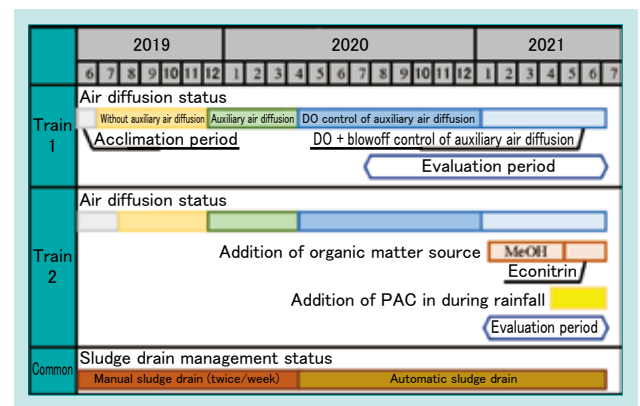 2019 2020 2021
6 7 8 9 10 11 12 1 2 3 4 5 6 7 8 9 10 11 12 1 2 3 4 5 6 7
Train 1
Air diffusion status
Without auxiliary air diffusion Auxiliary air diffusion DO control of auxiliary air diffusion
Acclimation period DO + blowoff control of auxiliary air diffusion
Evaluation period
Train 2
Air diffusion status
Addition of organic matter source MeOH
Econitrin
Addition of PAC in during rainfall
Evaluation period
Common
Sludge drain management status
Manual sludge drain (twice/week) Automatic sludge drain